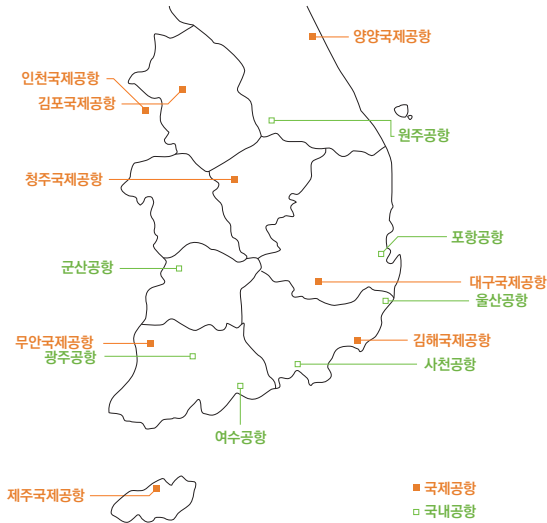 양양국제공항
인천국제공항
김포국제공항
원주공항
청주국제공항
포항공항
군산공항
대구국제공항
울산공항
무안국제공항
김해국제공항
광주공항
사천공항
여수공항
제주국제공항
국제공항
국내공항